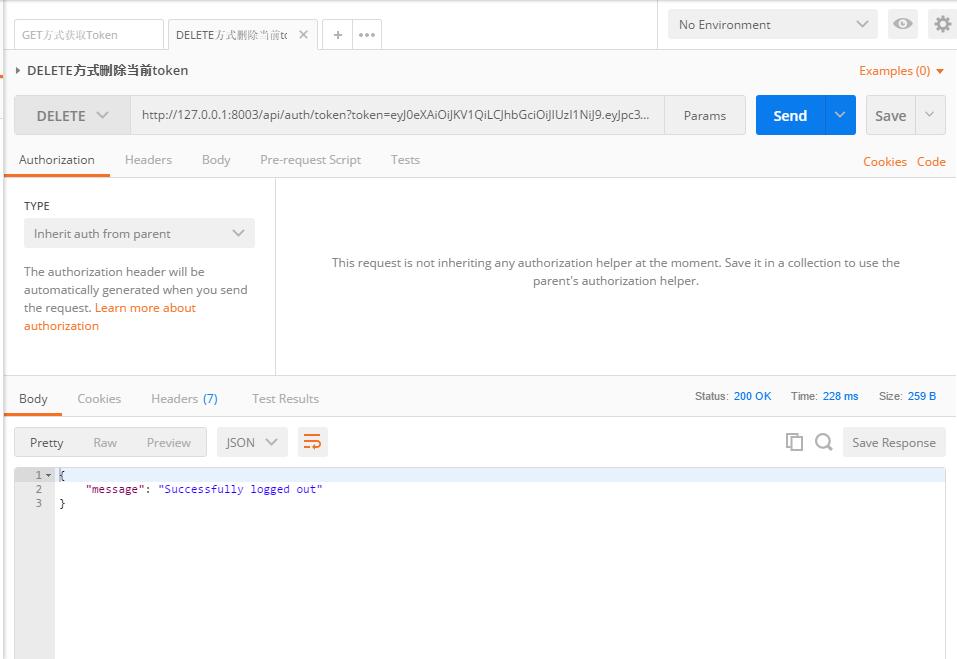 GET方式获取Token
DELETE方式删除当前to
No Environment
DELETE方式删除当前token
Examples (0)
DELETE
http://127.0.0.1:8003/api/auth/token?token=eyJ0eXAiOiJKV1QiLCJhbGciOiJIUzI1NiJ9.eyJpc3...
Params
Send
Save
Authorization
Headers
Body
Pre-request Script
Tests
Cookies
Code
TYPE
Inherit auth from parent
The authorization header will be
automatically generated when you send
the request. Learn more about
authorization
This request is not inheriting any authorization helper at the moment. Save it in a collection to use the
parent's authorization helper.
Body
Cookies
Headers (7)
Test Results
Status: 200 OK
Time: 228 ms
Size: 259 B
Pretty
Raw
Preview
JSON
Save Response
1 {
2 "message": "Successfully logged out"
3 }